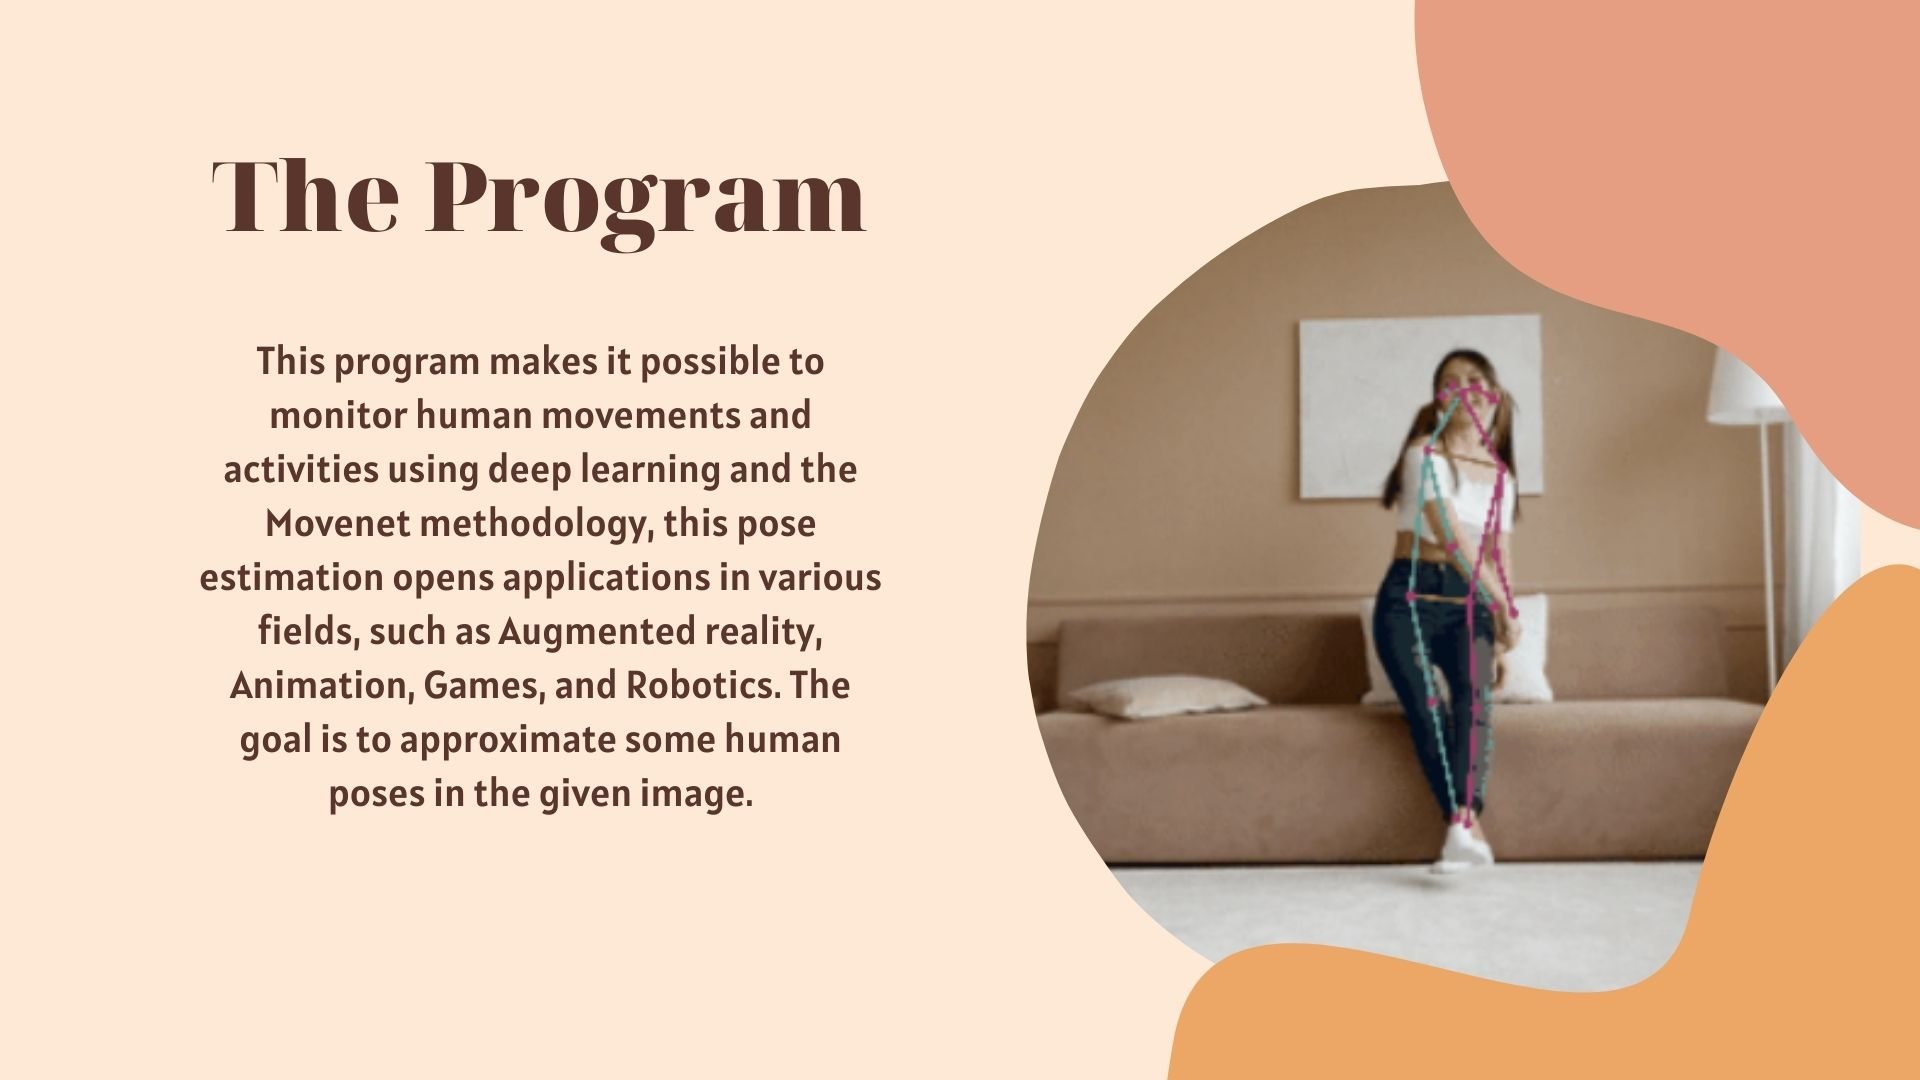 The Program
This program makes it possible to
monitor human movements and
activities using deep learning and the
Movenet methodology, this pose
estimation opens applications in various
fields, such as Augmented reality,
Animation, Games, and Robotics. The
goal is to approximate some human
poses in the given image.